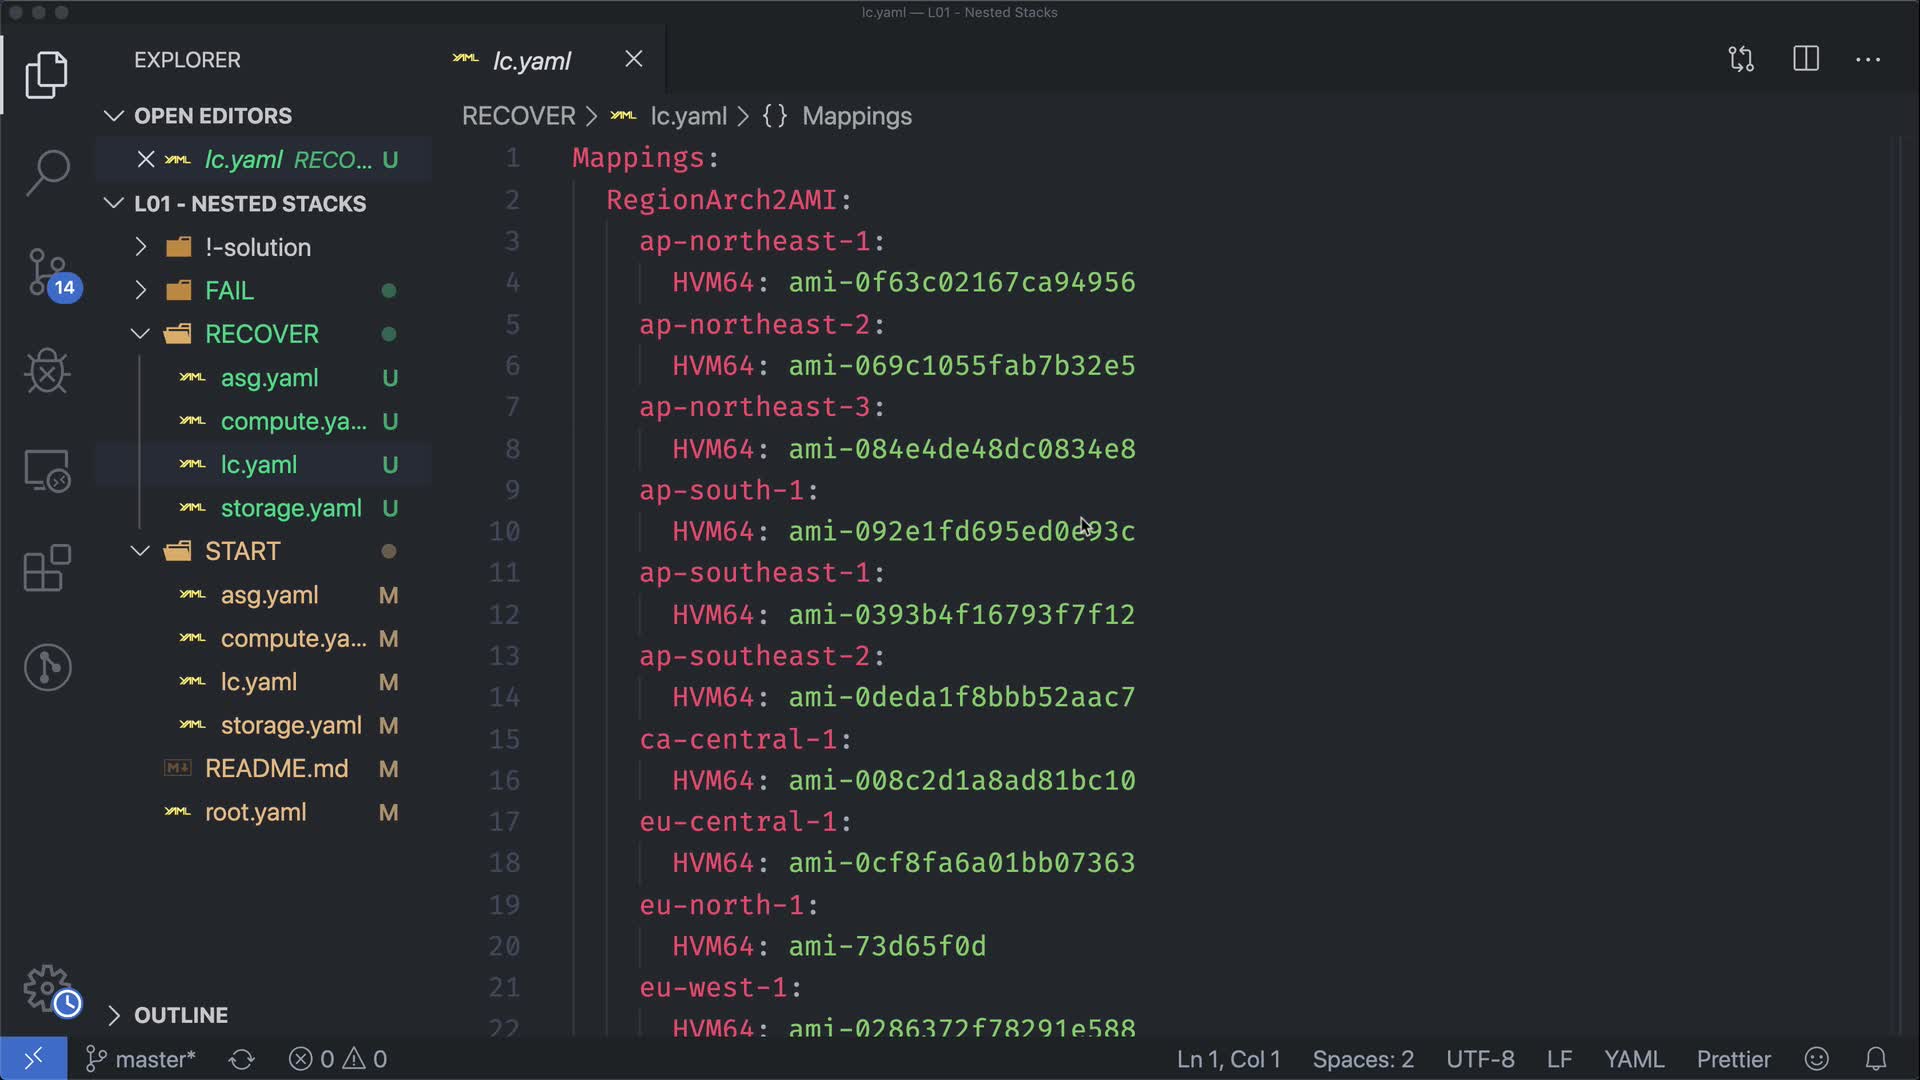 lc.yaml — L01 - Nested Stacks
EXPLORER
OPEN EDITORS
lc.yaml RECO... U
L01 - NESTED STACKS
!-solution
FAIL
RECOVER
asg.yaml U
compute.ya... U
lc.yaml U
storage.yaml U
START
asg.yaml M
compute.ya... M
lc.yaml M
storage.yaml M
README.md M
root.yaml M
OUTLINE
14
lc.yaml
RECOVER > lc.yaml > {} Mappings
1 Mappings:
2 RegionArch2AMI:
3 ap-northeast-1:
4 HVM64: ami-0f63c02167ca94956
5 ap-northeast-2:
6 HVM64: ami-069c1055fab7b32e5
7 ap-northeast-3:
8 HVM64: ami-084e4de48dc0834e8
9 ap-south-1:
10 HVM64: ami-092e1fd695ed0e93c
11 ap-southeast-1:
12 HVM64: ami-0393b4f16793f7f12
13 ap-southeast-2:
14 HVM64: ami-0deda1f8bbb52aac7
15 ca-central-1:
16 HVM64: ami-008c2d1a8ad81bc10
17 eu-central-1:
18 HVM64: ami-0cf8fa6a01bb07363
19 eu-north-1:
20 HVM64: ami-73d65f0d
21 eu-west-1:
22 HVM64: ami-0286372f78291e588
master* 0 0 Ln 1, Col 1 Spaces: 2 UTF-8 LF YAML Prettier